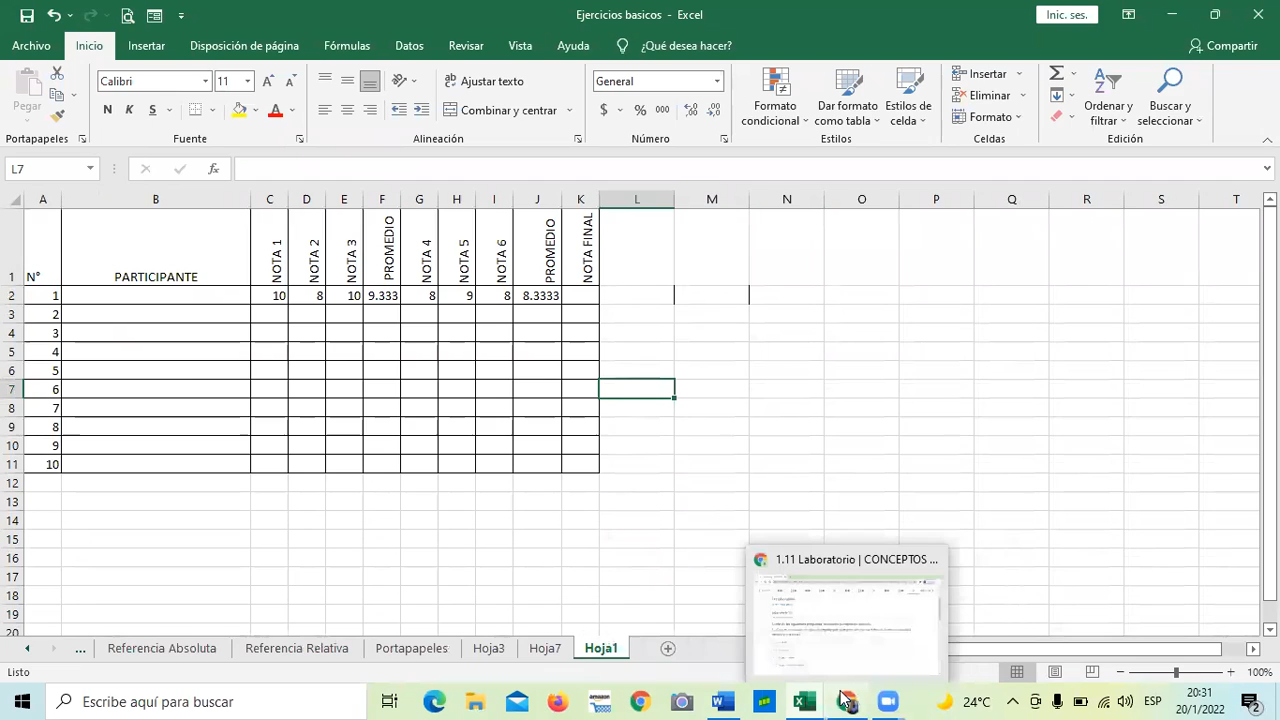 Ejercicios basicos - Excel
Inic. ses.
Archivo Inicio Insertar Disposición de página Fórmulas Datos Revisar Vista Ayuda ¿Qué desea hacer? Compartir
Pegar
Calibri 11
N K S
Ajustar texto
Combinar y centrar
General
$ % 000
Formato condicional
Dar formato como tabla
Estilos de celda
Insertar
Eliminar
Formato
Ordenar y filtrar
Buscar y seleccionar
Portapapeles Fuente Alineación Número Estilos Celdas Edición
L7
A B C D E F G H I J K L M N O P Q R S T
1 N° PARTICIPANTE NOTA 1 NOTA 2 NOTA 3 PROMEDIO NOTA 4 NOTA 5 NOTA 6 PROMEDIO NOTA FINAL
2 1 10 8 10 9.333 8 9 8 8.3333
3 2
4 3
5 4
6 5
7 6
8 7
9 8
10 9
11 10
12
13
14
15
16
17
18
19
20
1.11 Laboratorio | CONCEPTOS ...
Referencia Absoluta Referencia Relativa Portapapeles Hoja3 Hoja7 Hoja1
listo
100%
Escribe aquí para buscar
24°C
ESP
20:31
20/1/2022
2